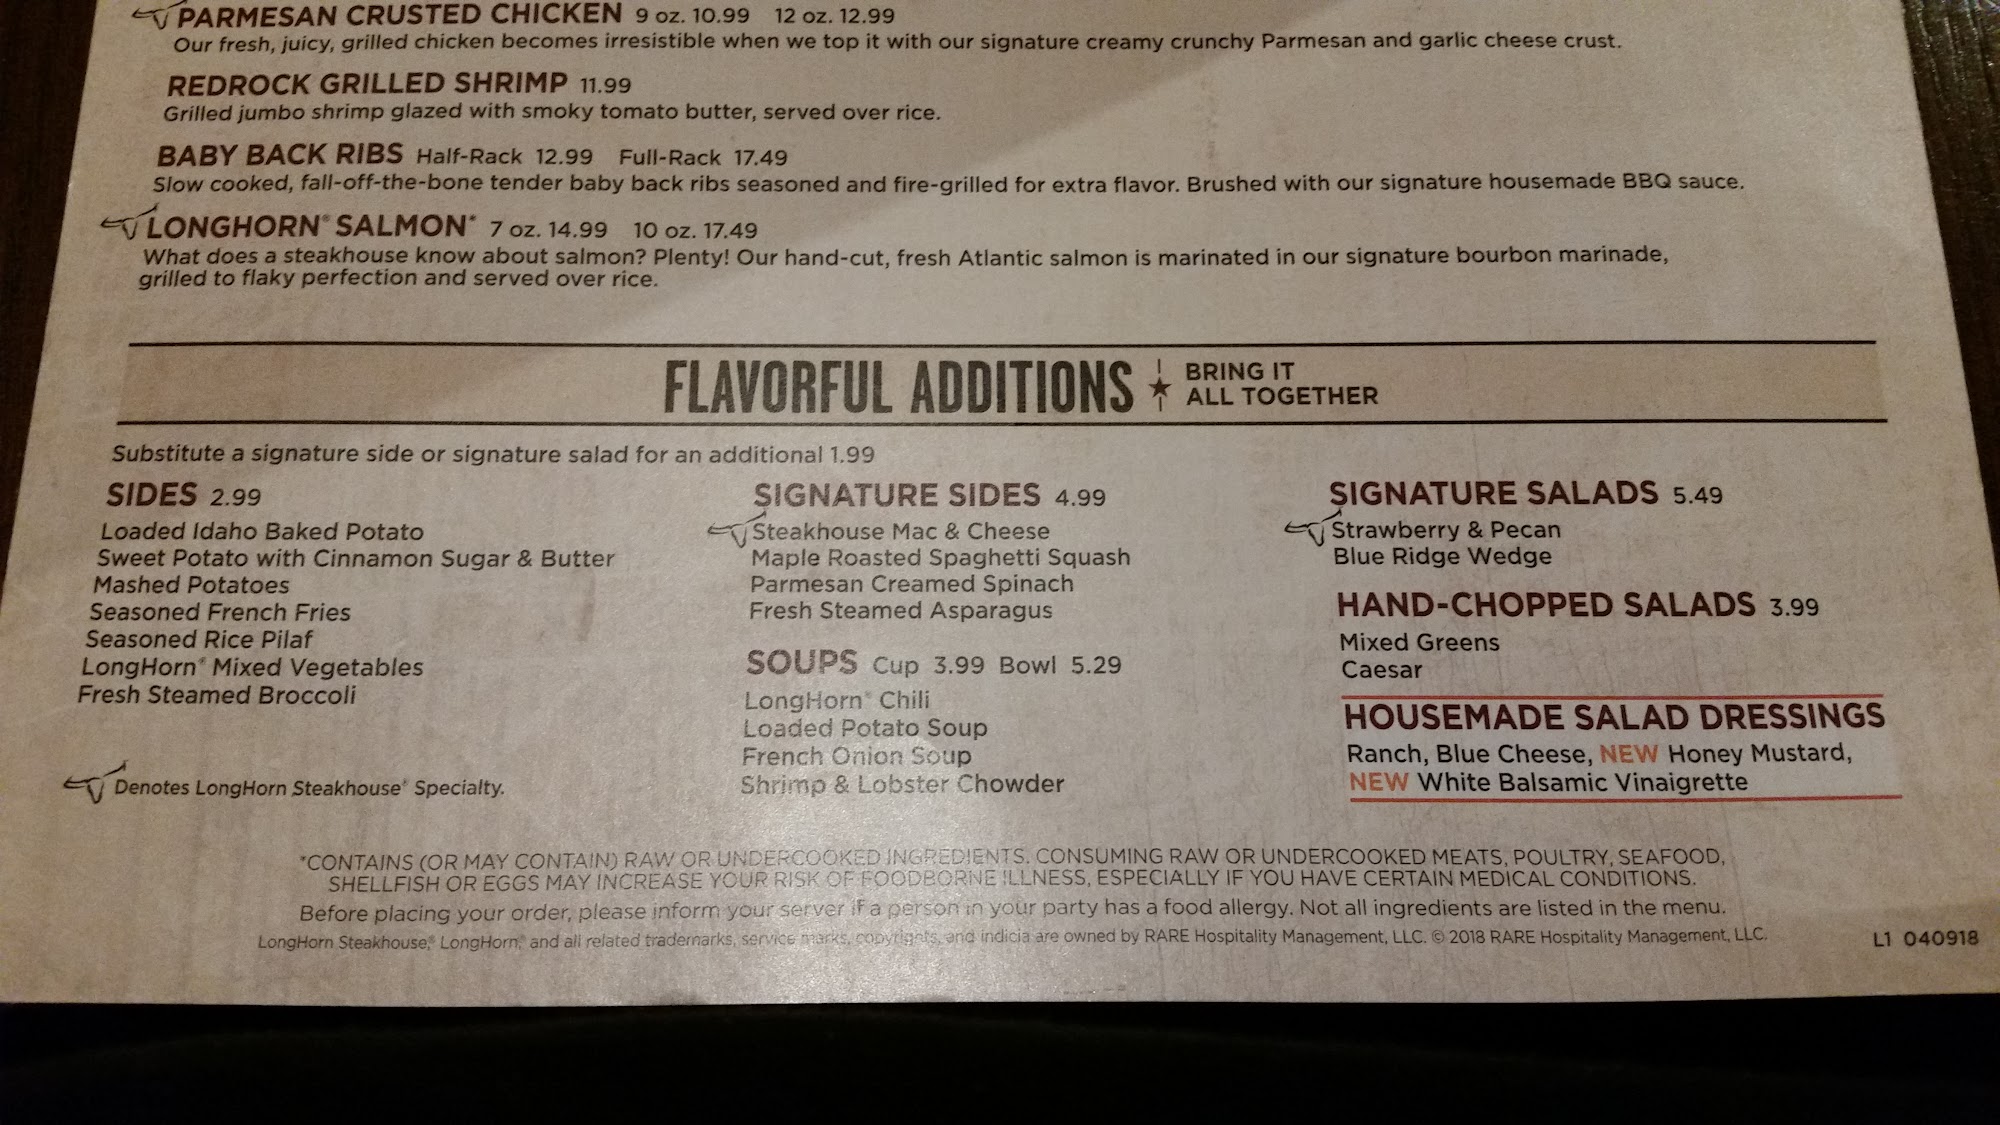 PARMESAN CRUSTED CHICKEN 9 oz. 10.99 12 oz. 12.99
Our fresh, juicy, grilled chicken becomes irresistible when we top it with our signature creamy crunchy Parmesan and garlic cheese crust.
REDROCK GRILLED SHRIMP 11.99
Grilled jumbo shrimp glazed with smoky tomato butter, served over rice.
BABY BACK RIBS Half-Rack 12.99 Full-Rack 17.49
Slow cooked, fall-off-the-bone tender baby back ribs seasoned and fire-grilled for extra flavor. Brushed with our signature housemade BBQ sauce.
LONGHORN® SALMON* 7 oz. 14.99 10 oz. 17.49
What does a steakhouse know about salmon? Plenty! Our hand-cut, fresh Atlantic salmon is marinated in our signature bourbon marinade,
grilled to flaky perfection and served over rice.
FLAVORFUL ADDITIONS
BRING IT
ALL TOGETHER
Substitute a signature side or signature salad for an additional 1.99
SIDES 2.99
Loaded Idaho Baked Potato
Sweet Potato with Cinnamon Sugar & Butter
Mashed Potatoes
Seasoned French Fries
Seasoned Rice Pilaf
LongHorn® Mixed Vegetables
Fresh Steamed Broccoli
Denotes LongHorn Steakhouse® Specialty.
SIGNATURE SIDES 4.99
Steakhouse Mac & Cheese
Maple Roasted Spaghetti Squash
Parmesan Creamed Spinach
Fresh Steamed Asparagus
SOUPS Cup 3.99 Bowl 5.29
LongHorn® Chili
Loaded Potato Soup
French Onion Soup
Shrimp & Lobster Chowder
SIGNATURE SALADS 5.49
Strawberry & Pecan
Blue Ridge Wedge
HAND-CHOPPED SALADS 3.99
Mixed Greens
Caesar
HOUSEMADE SALAD DRESSINGS
Ranch, Blue Cheese, NEW Honey Mustard,
NEW White Balsamic Vinaigrette
*CONTAINS (OR MAY CONTAIN) RAW OR UNDERCOOKED INGREDIENTS. CONSUMING RAW OR UNDERCOOKED MEATS, POULTRY, SEAFOOD,
SHELLFISH OR EGGS MAY INCREASE YOUR RISK OF FOODBORNE ILLNESS, ESPECIALLY IF YOU HAVE CERTAIN MEDICAL CONDITIONS.
Before placing your order, please inform your server if a person in your party has a food allergy. Not all ingredients are listed in the menu.
LongHorn Steakhouse,® LongHorn,® and all related trademarks, service marks, copyrights, and indicia are owned by RARE Hospitality Management, LLC. © 2018 RARE Hospitality Management, LLC.
L1 040918